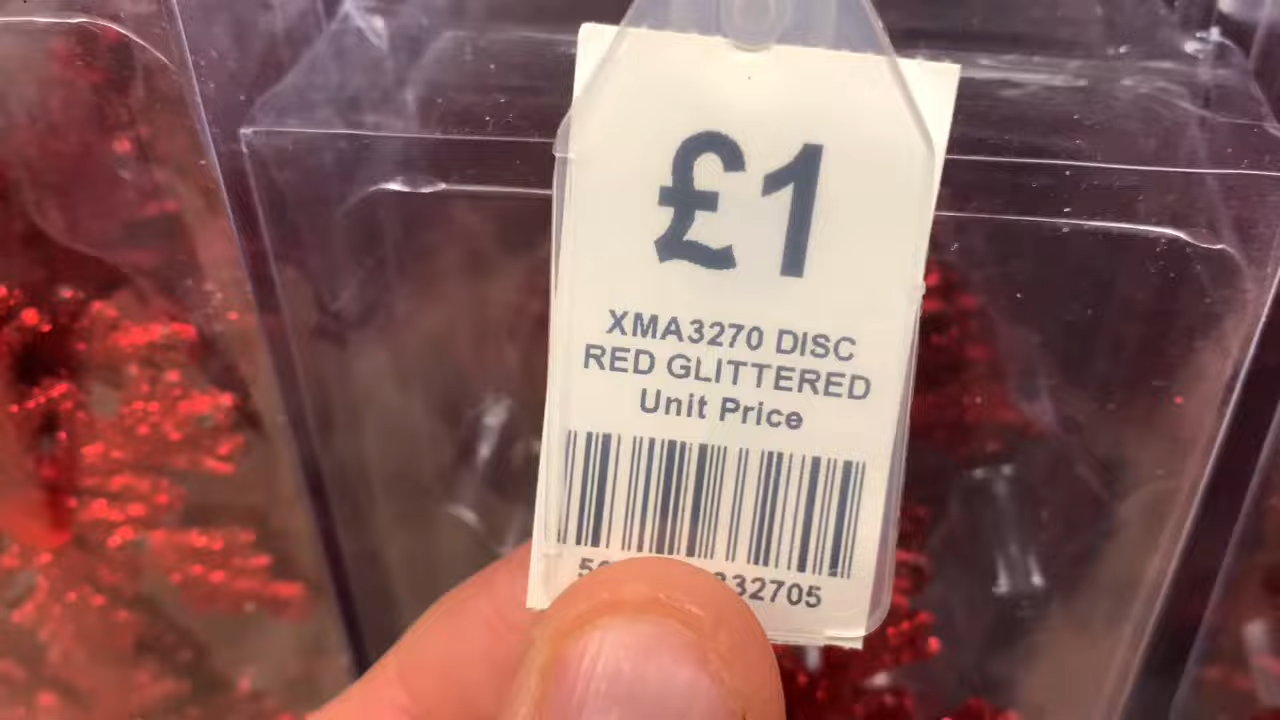 £1
XMA3270 DISC
RED GLITTERED
Unit Price
32705